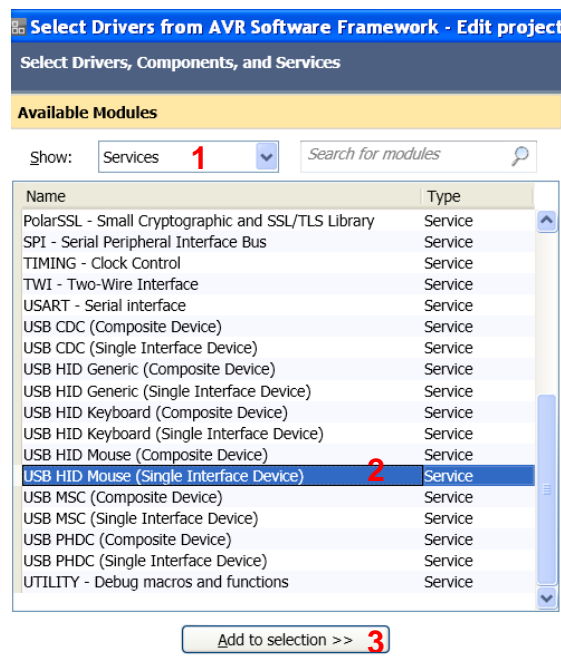 Select Drivers from AVR Software Framework - Edit project
Select Drivers, Components, and Services
Available Modules
Show: Services 1 Search for modules
Name Type
PolarSSL - Small Cryptographic and SSL/TLS Library Service
SPI - Serial Peripheral Interface Bus Service
TIMING - Clock Control Service
TWI - Two-Wire Interface Service
USART - Serial interface Service
USB CDC (Composite Device) Service
USB CDC (Single Interface Device) Service
USB HID Generic (Composite Device) Service
USB HID Generic (Single Interface Device) Service
USB HID Keyboard (Composite Device) Service
USB HID Keyboard (Single Interface Device) Service
USB HID Mouse (Composite Device) Service
USB HID Mouse (Single Interface Device) 2 Service
USB MSC (Composite Device) Service
USB MSC (Single Interface Device) Service
USB PHDC (Composite Device) Service
USB PHDC (Single Interface Device) Service
UTILITY - Debug macros and functions Service
Add to selection >> 3